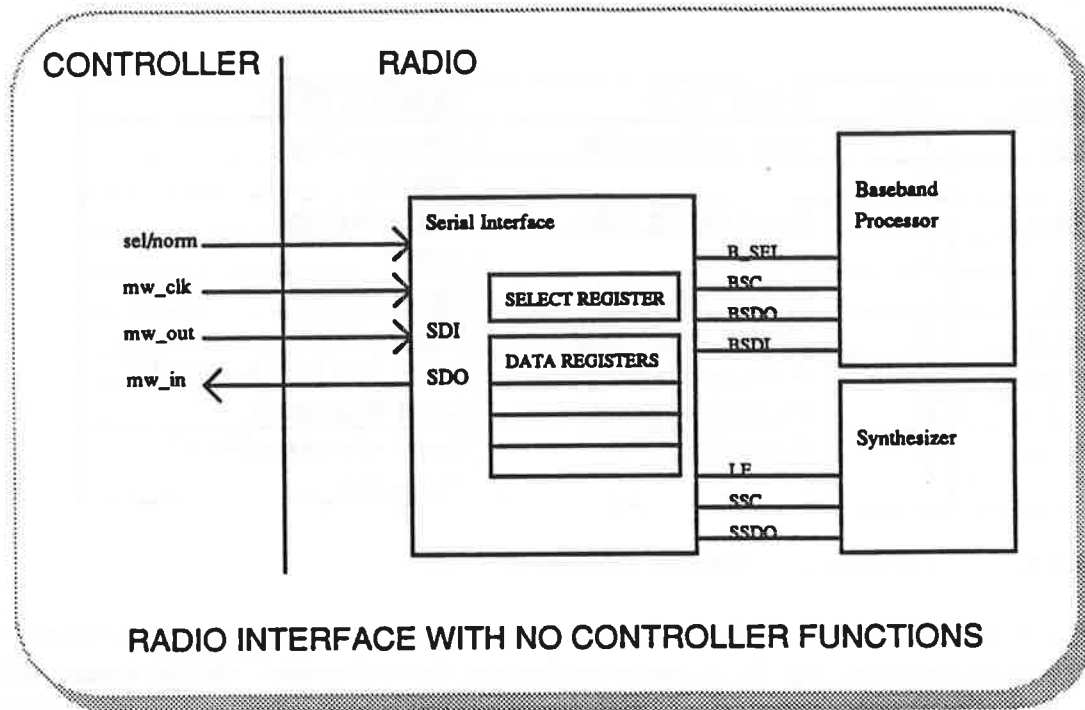 CONTROLLER
RADIO
sel/norm
mw_clk
mw_out
mw_in
Serial Interface
SDI
SDO
SELECT REGISTER
DATA REGISTERS
B_SEL
BSC
BSDO
BSDI
LE
SSC
SSDO
Baseband
Processor
Synthesizer
RADIO INTERFACE WITH NO CONTROLLER FUNCTIONS